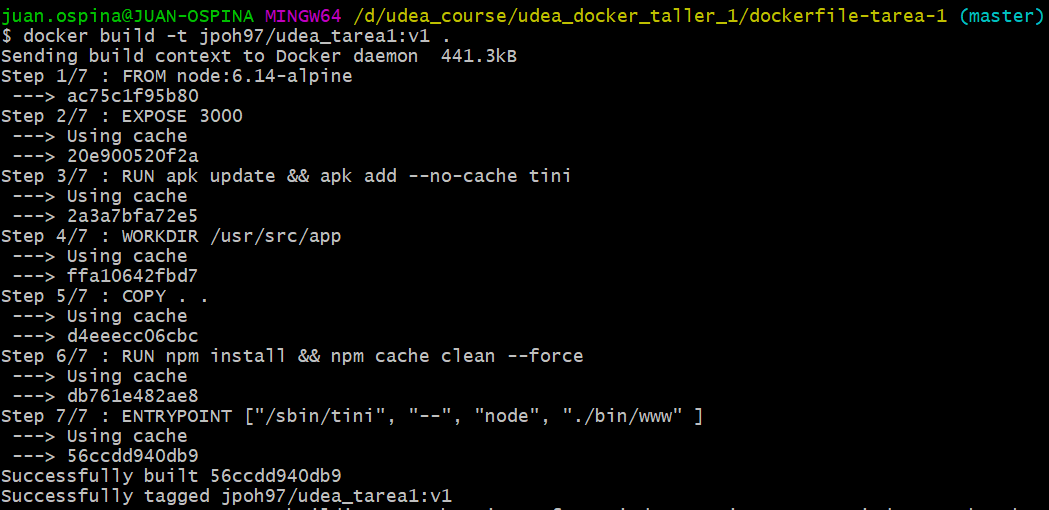 juan.ospina@JUAN-OSPINA MINGW64 /d/udea_course/udea_docker_taller_1/dockerfile-tarea-1 (master)
$ docker build -t jpoh97/udea_tarea1:v1 .
Sending build context to Docker daemon  441.3kB
Step 1/7 : FROM node:6.14-alpine
 ---> ac75c1f95b80
Step 2/7 : EXPOSE 3000
 ---> Using cache
 ---> 20e900520f2a
Step 3/7 : RUN apk update && apk add --no-cache tini
 ---> Using cache
 ---> 2a3a7bfa72e5
Step 4/7 : WORKDIR /usr/src/app
 ---> Using cache
 ---> ffa10642fbd7
Step 5/7 : COPY . .
 ---> Using cache
 ---> d4eeecc06cbc
Step 6/7 : RUN npm install && npm cache clean --force
 ---> Using cache
 ---> db761e482ae8
Step 7/7 : ENTRYPOINT ["/sbin/tini", "--", "node", "./bin/www" ]
 ---> Using cache
 ---> 56ccdd940db9
Successfully built 56ccdd940db9
Successfully tagged jpoh97/udea_tarea1:v1